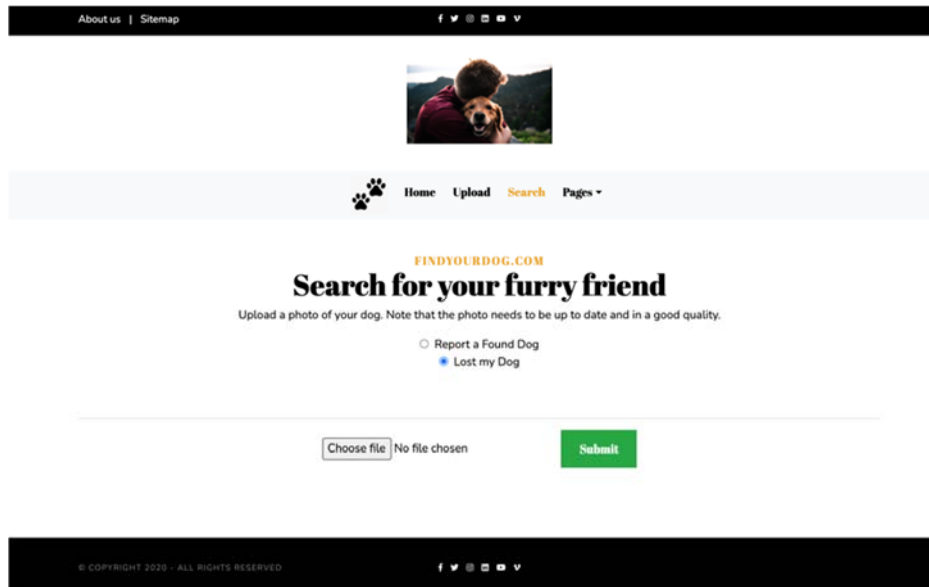 About us | Sitemap
Home Upload Search Pages
FINDYOURDOG.COM
Search for your furry friend
Upload a photo of your dog. Note that the photo needs to be up to date and in a good quality.
Report a Found Dog
Lost my Dog
Choose file No file chosen Submit
© COPYRIGHT 2020 - ALL RIGHTS RESERVED